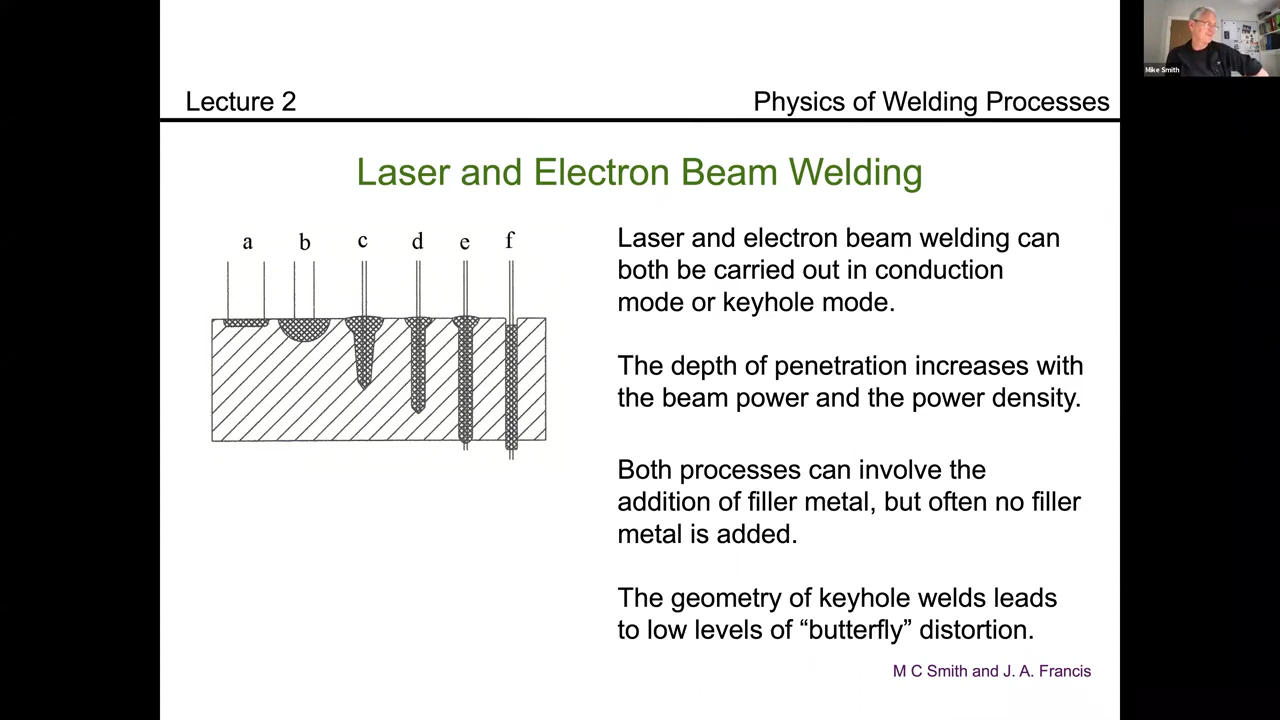 Mike Smith
Lecture 2
Physics of Welding Processes
Laser and Electron Beam Welding
a b c d e f
Laser and electron beam welding can
both be carried out in conduction
mode or keyhole mode.
The depth of penetration increases with
the beam power and the power density.
Both processes can involve the
addition of filler metal, but often no filler
metal is added.
The geometry of keyhole welds leads
to low levels of “butterfly” distortion.
M C Smith and J. A. Francis